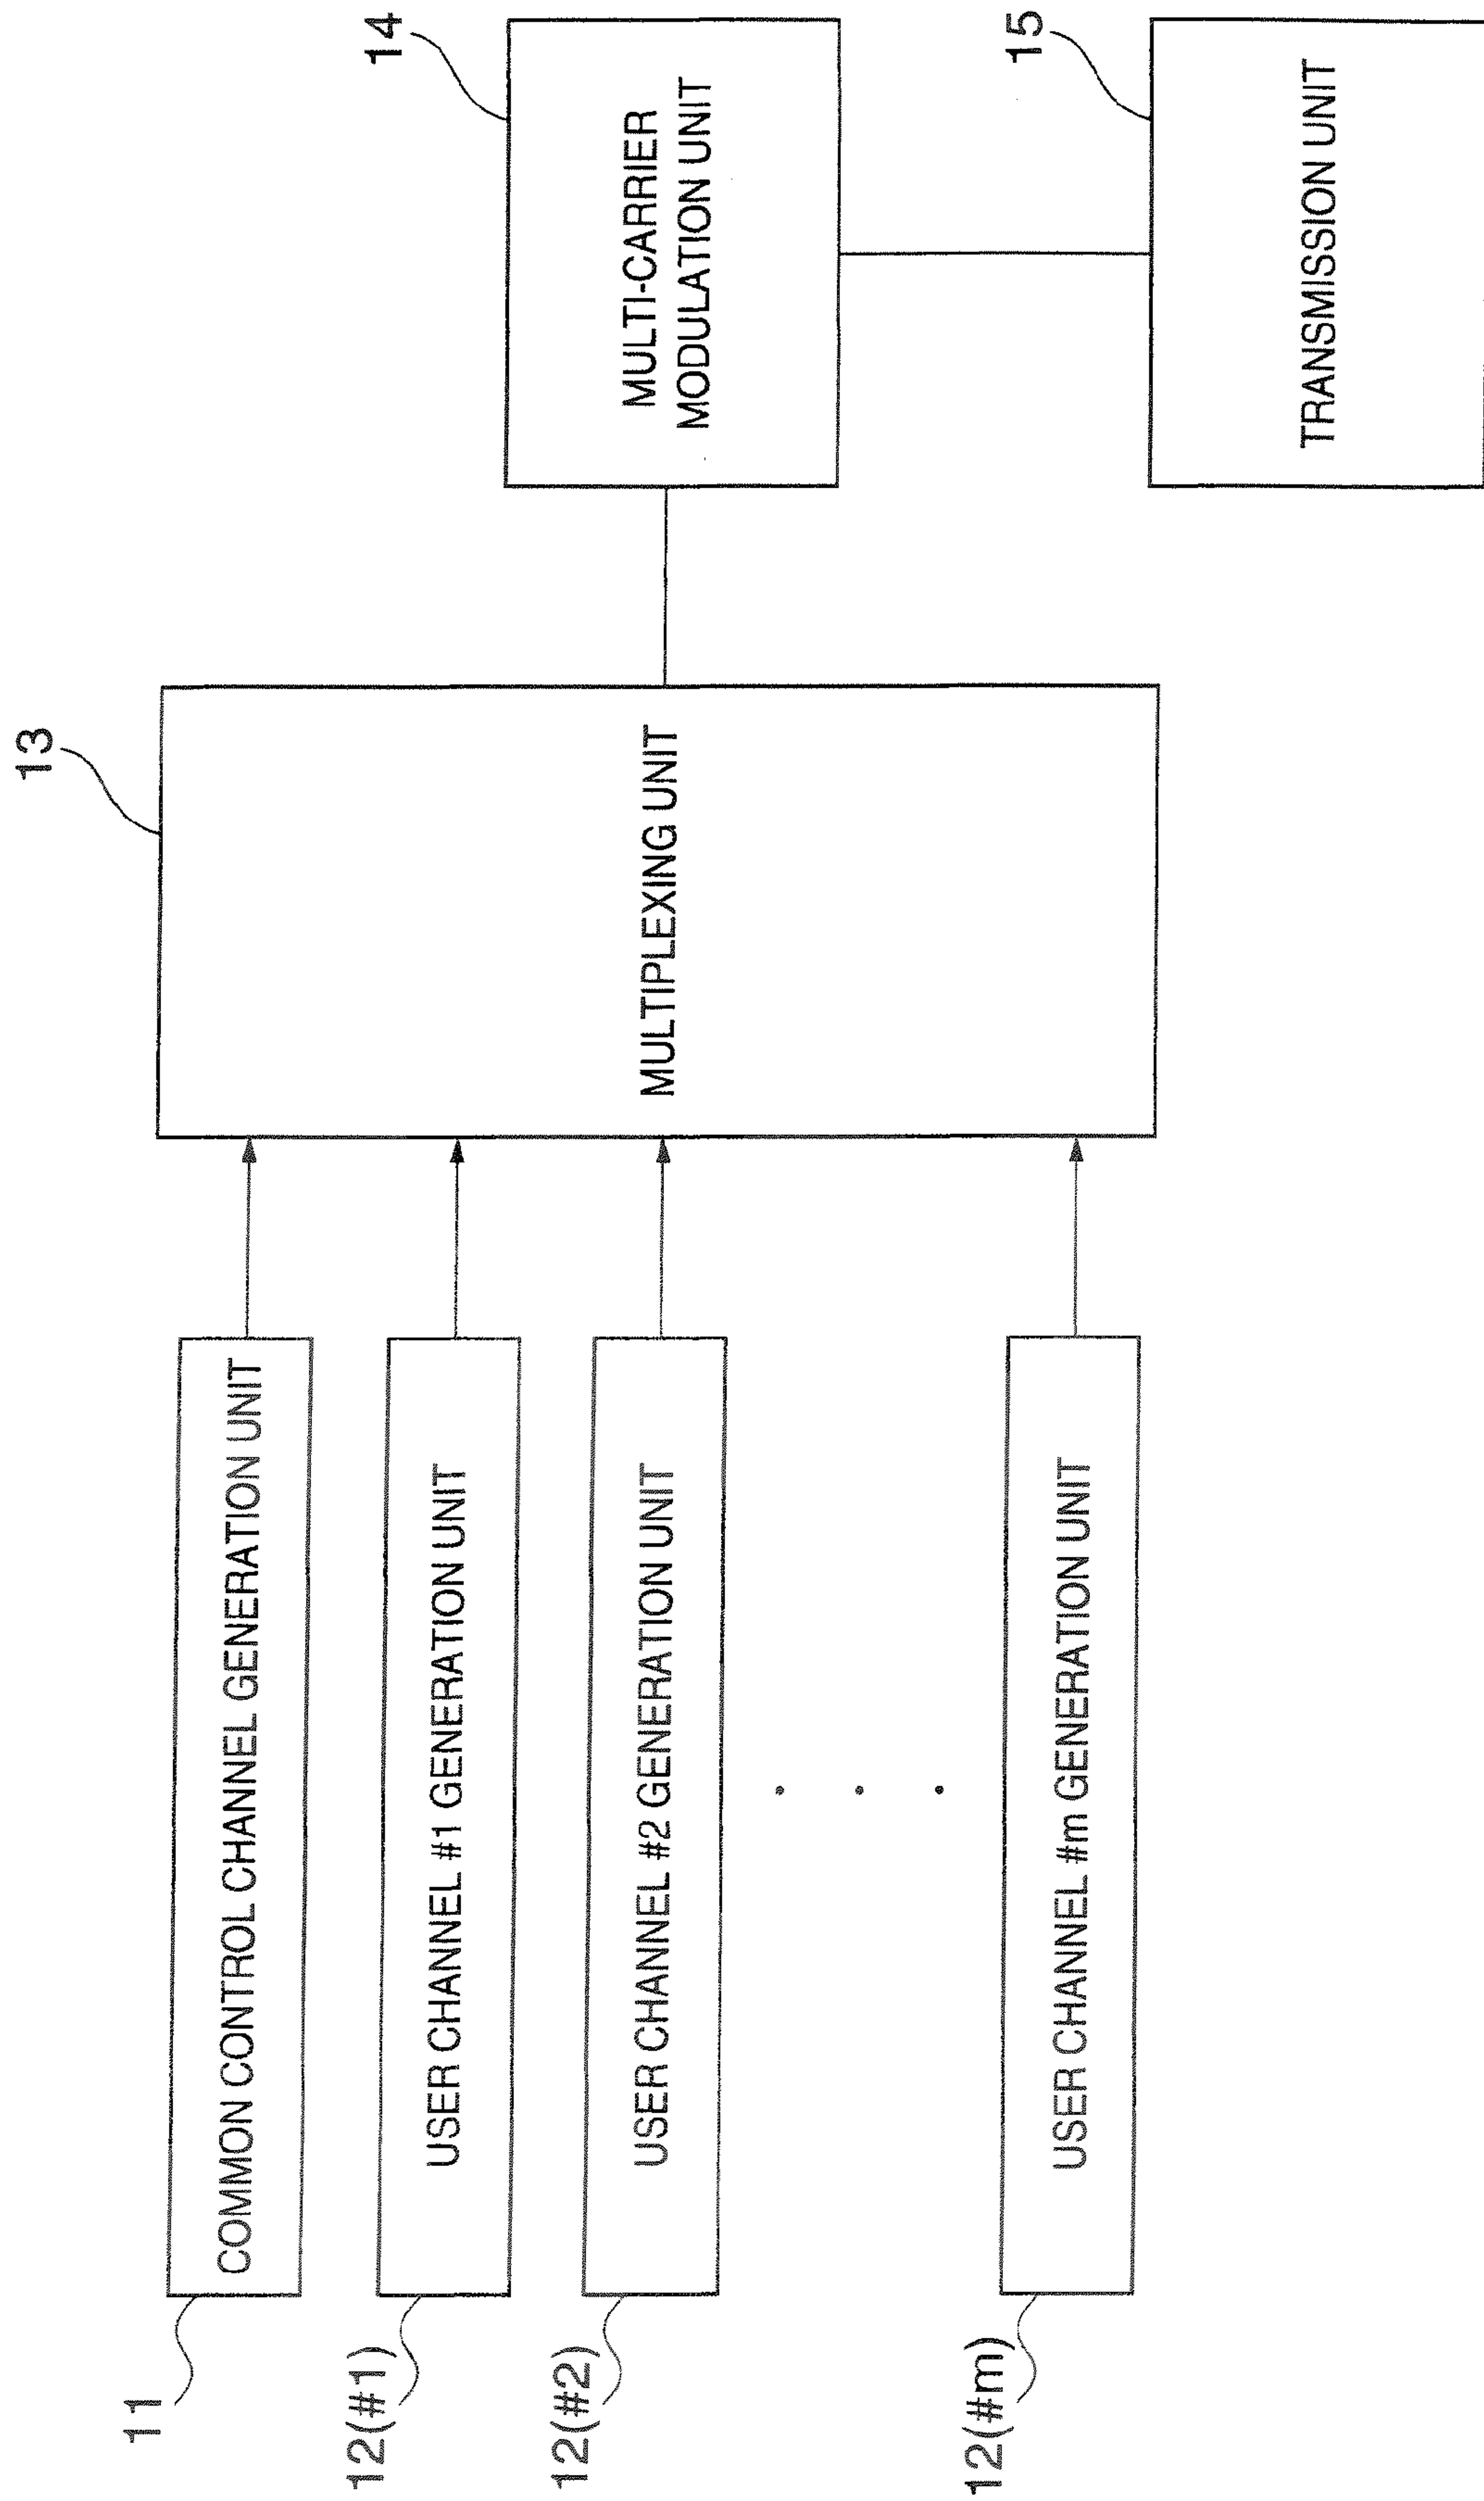 11
COMMON CONTROL CHANNEL GENERATION UNIT
12(#1)
USER CHANNEL #1 GENERATION UNIT
12(#2)
USER CHANNEL #2 GENERATION UNIT
12(#m)
USER CHANNEL #m GENERATION UNIT
13
MULTIPLEXING UNIT
14
MULTI-CARRIER
MODULATION UNIT
15
TRANSMISSION UNIT